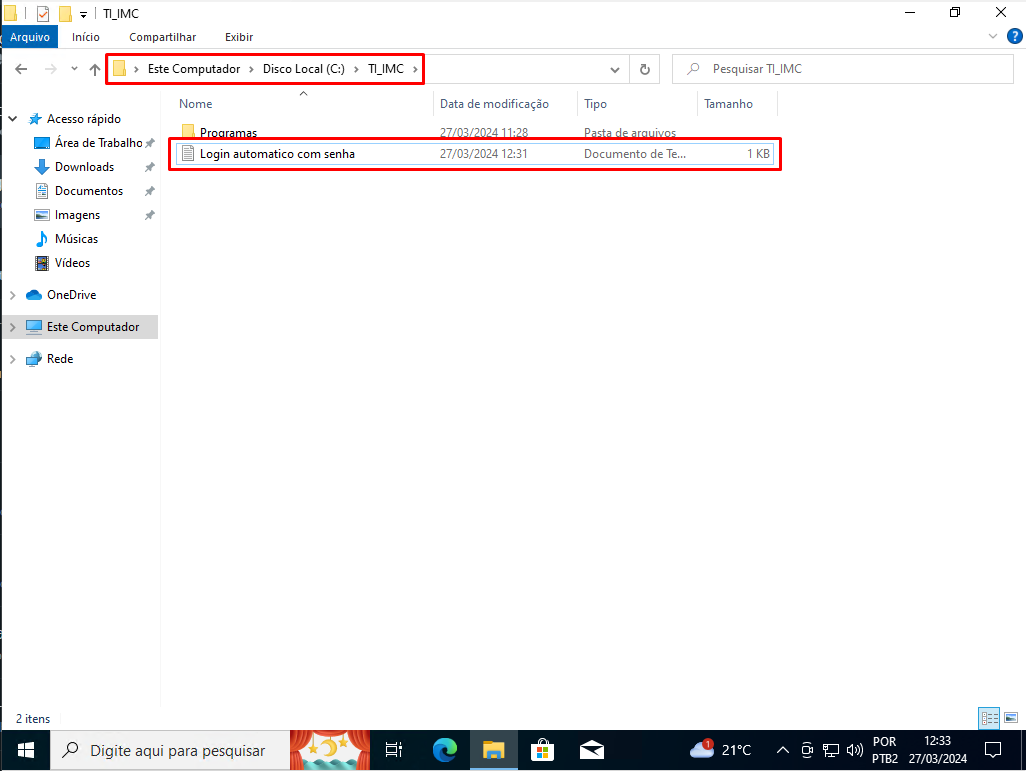 TI_IMC
Arquivo Início Compartilhar Exibir ?
Este Computador Disco Local (C:) TI_IMC Pesquisar TI_IMC
Nome Data de modificação Tipo Tamanho
Acesso rápido
Área de Trabalho
Downloads
Documentos
Imagens
Músicas
Vídeos
OneDrive
Este Computador
Rede
Programas 27/03/2024 11:28 Pasta de arquivos
Login automatico com senha 27/03/2024 12:31 Documento de Te... 1 KB
2 itens
Digite aqui para pesquisar 1 21°C POR PTB2 12:33 27/03/2024